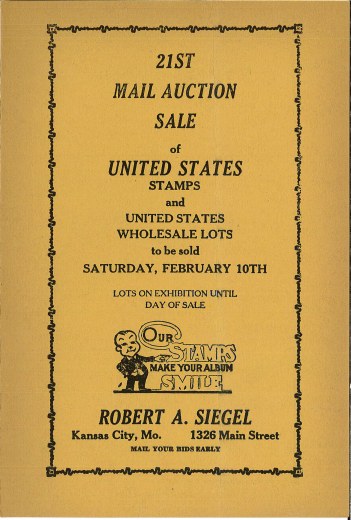 21ST
MAIL AUCTION
SALE
of
UNITED STATES
STAMPS
and
UNITED STATES
WHOLESALE LOTS
to be sold
SATURDAY, FEBRUARY 10TH
LOTS ON EXHIBITION UNTIL
DAY OF SALE
OUR
STAMPS
MAKE YOUR ALBUM
SMILE
ROBERT A. SIEGEL
Kansas City, Mo. 1326 Main Street
MAIL YOUR BIDS EARLY